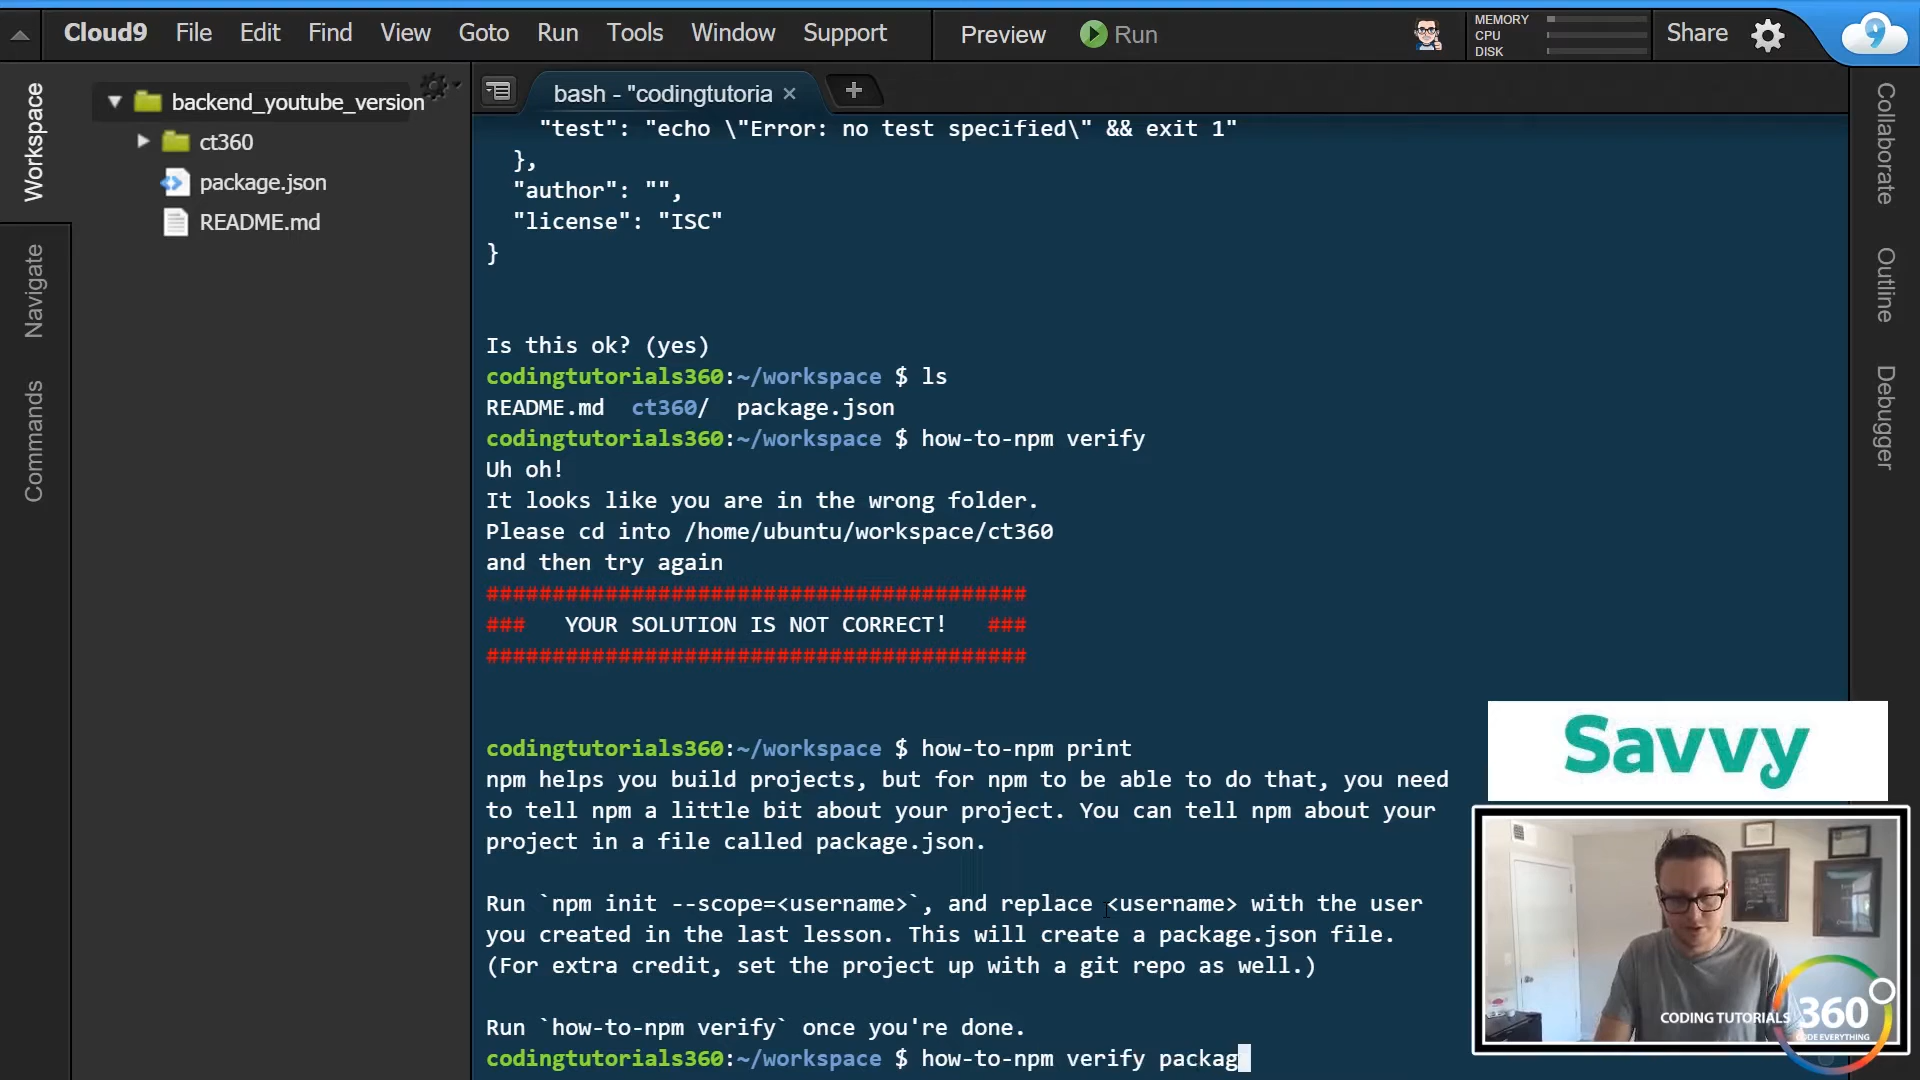 Cloud9 File Edit Find View Goto Run Tools Window Support Preview Run MEMORY CPU DISK Share 9
Workspace
Navigate
Commands
backend_youtube_version
ct360
package.json
README.md
bash - "codingtutoria
"test": "echo \"Error: no test specified\" && exit 1"
},
"author": "",
"license": "ISC"
}
Is this ok? (yes)
codingtutorials360:~/workspace $ ls
README.md ct360/ package.json
codingtutorials360:~/workspace $ how-to-npm verify
Uh oh!
It looks like you are in the wrong folder.
Please cd into /home/ubuntu/workspace/ct360
and then try again
#########################################
### YOUR SOLUTION IS NOT CORRECT! ###
#########################################
codingtutorials360:~/workspace $ how-to-npm print
npm helps you build projects, but for npm to be able to do that, you need
to tell npm a little bit about your project. You can tell npm about your
project in a file called package.json.
Run `npm init --scope=<username>`, and replace <username> with the user
you created in the last lesson. This will create a package.json file.
(For extra credit, set the project up with a git repo as well.)
Run `how-to-npm verify` once you're done.
codingtutorials360:~/workspace $ how-to-npm verify packag
Collaborate
Outline
Debugger
Savvy
CODING TUTORIALS 360
CODE EVERYTHING